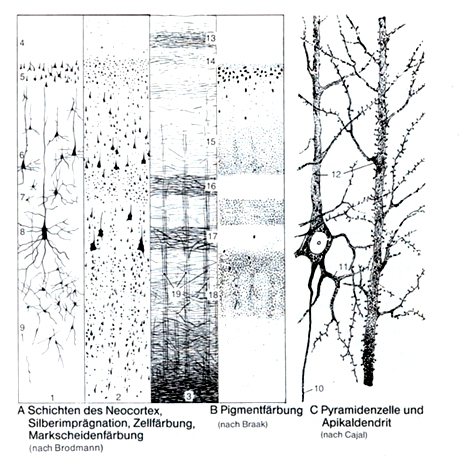 4
13
14
5
15
6
12
16
7
8
17
11
19
18
9
10
1
2
3
A Schichten des Neocortex,
Silberimprägnation, Zellfärbung,
Markscheidenfärbung
(nach Brodmann)
B Pigmentfärbung
(nach Braak)
C Pyramidenzelle und
Apikaldendrit
(nach Cajal)